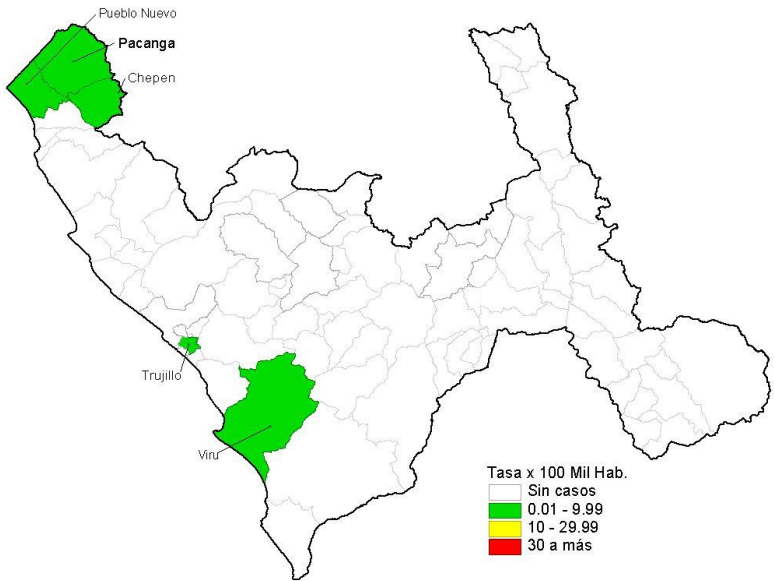 Pueblo Nuevo
Pacanga
Chepen
Trujillo
Viru
Tasa x 100 Mil Hab.
Sin casos
0.01 - 9.99
10 - 29.99
30 a más